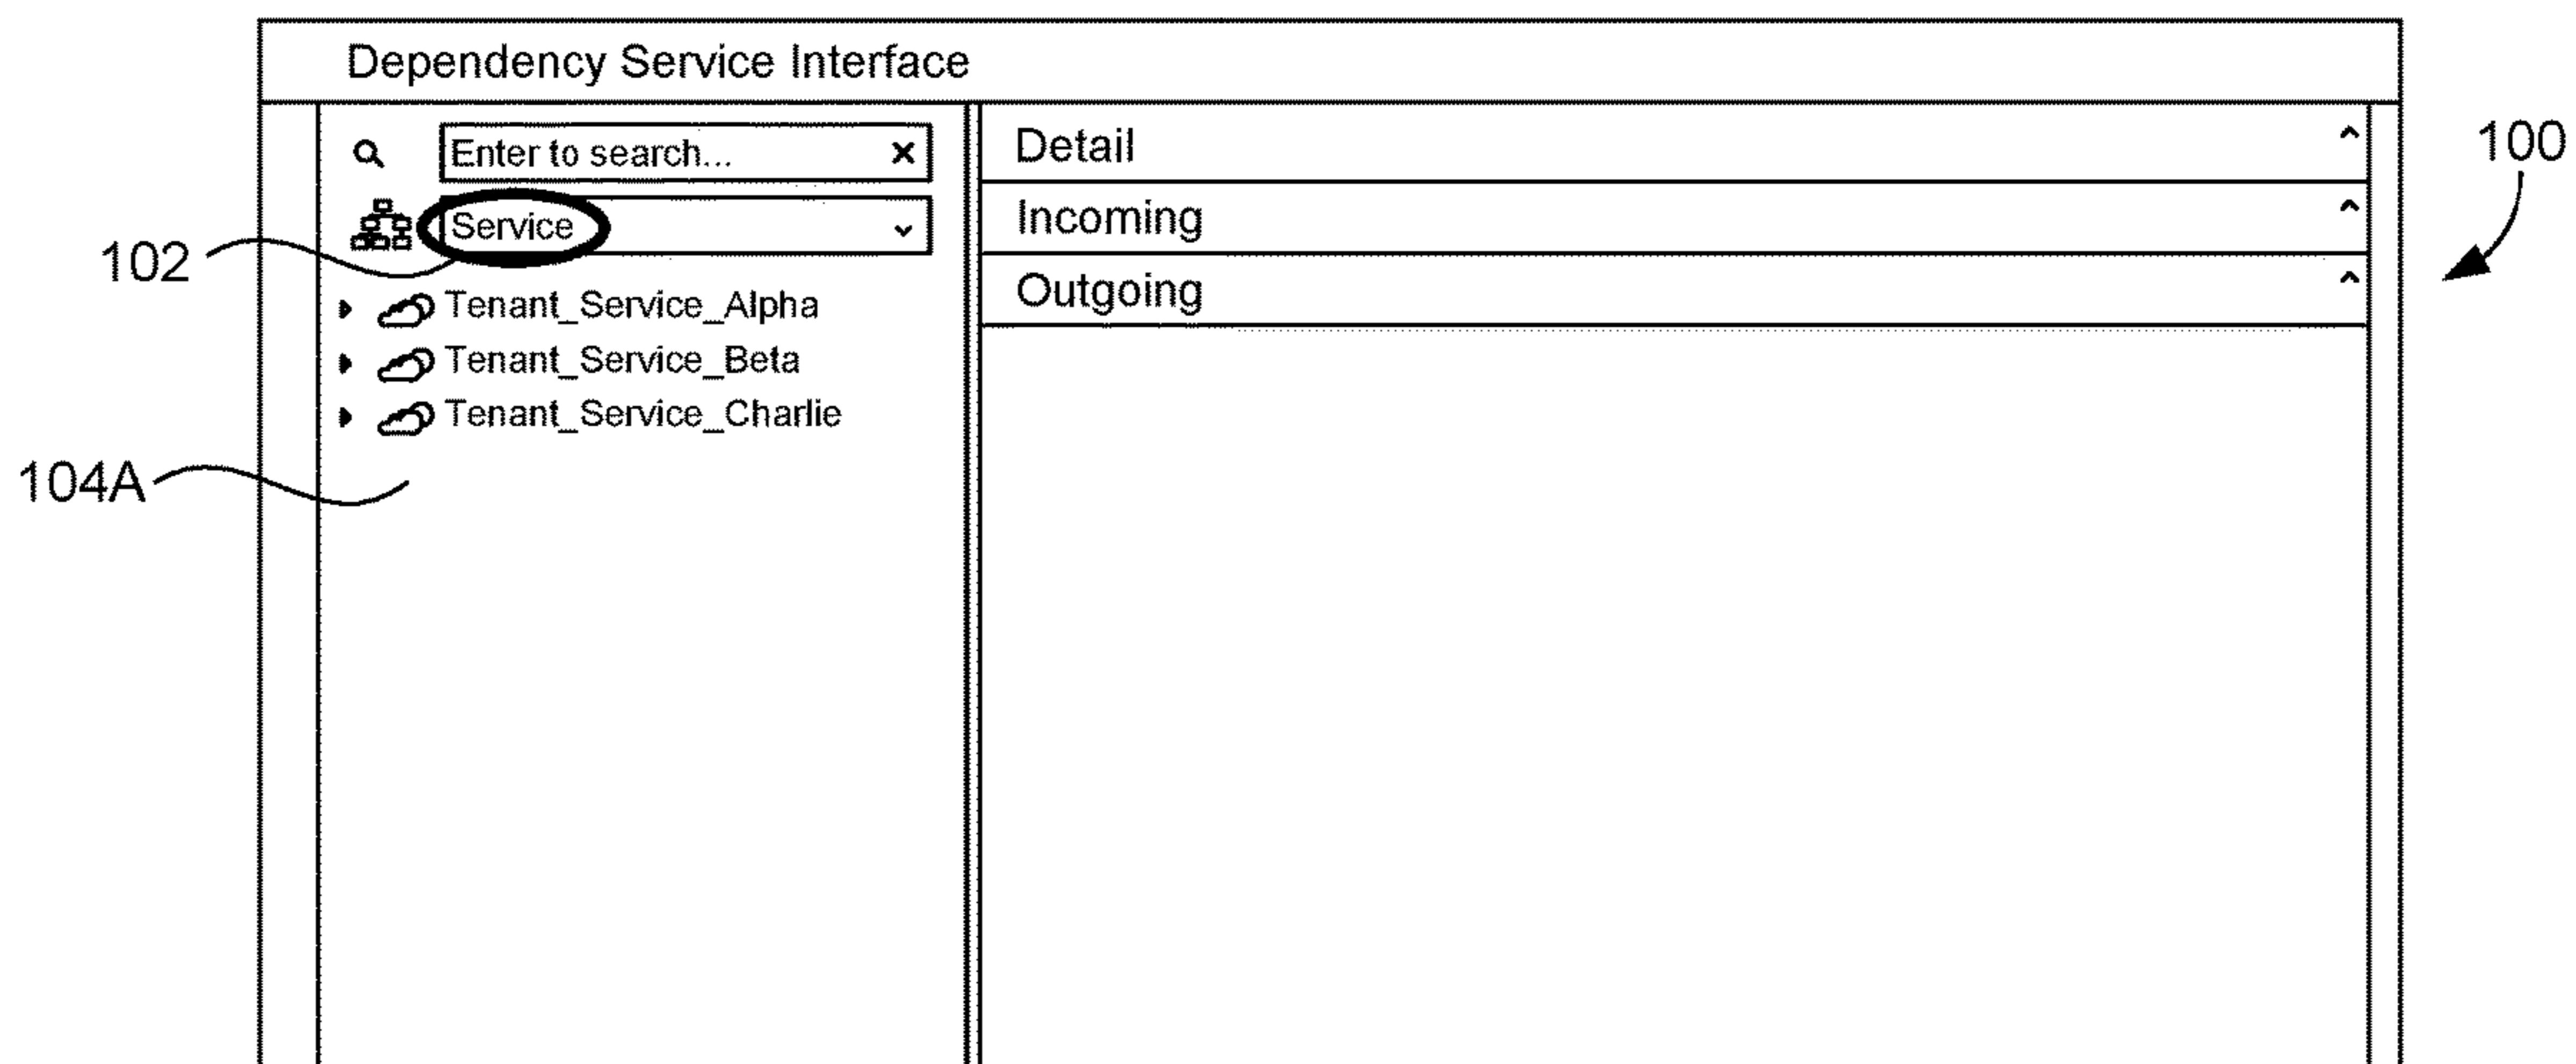 Dependency Service Interface
Enter to search...
Service
Tenant_Service_Alpha
Tenant_Service_Beta
Tenant_Service_Charlie
Detail
Incoming
Outgoing
100
102
104A